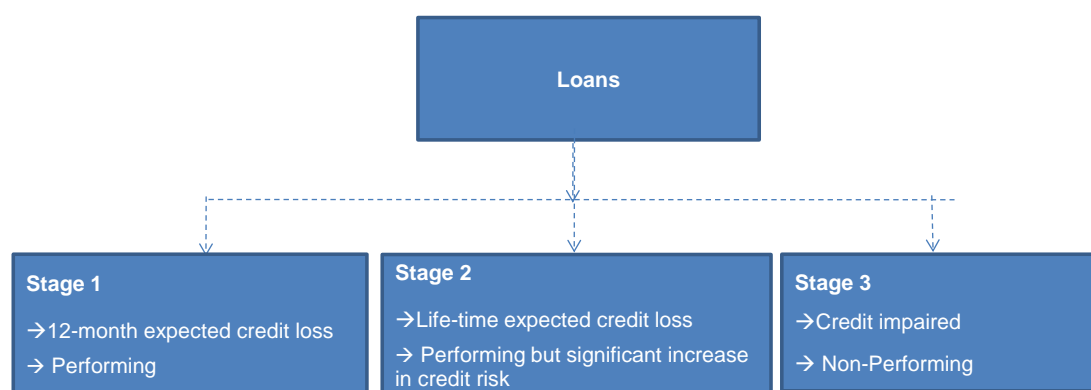 Loans
Stage 1
→12-month expected credit loss
→ Performing
Stage 2
→Life-time expected credit loss
→ Performing but significant increase
in credit risk
Stage 3
→Credit impaired
→ Non-Performing